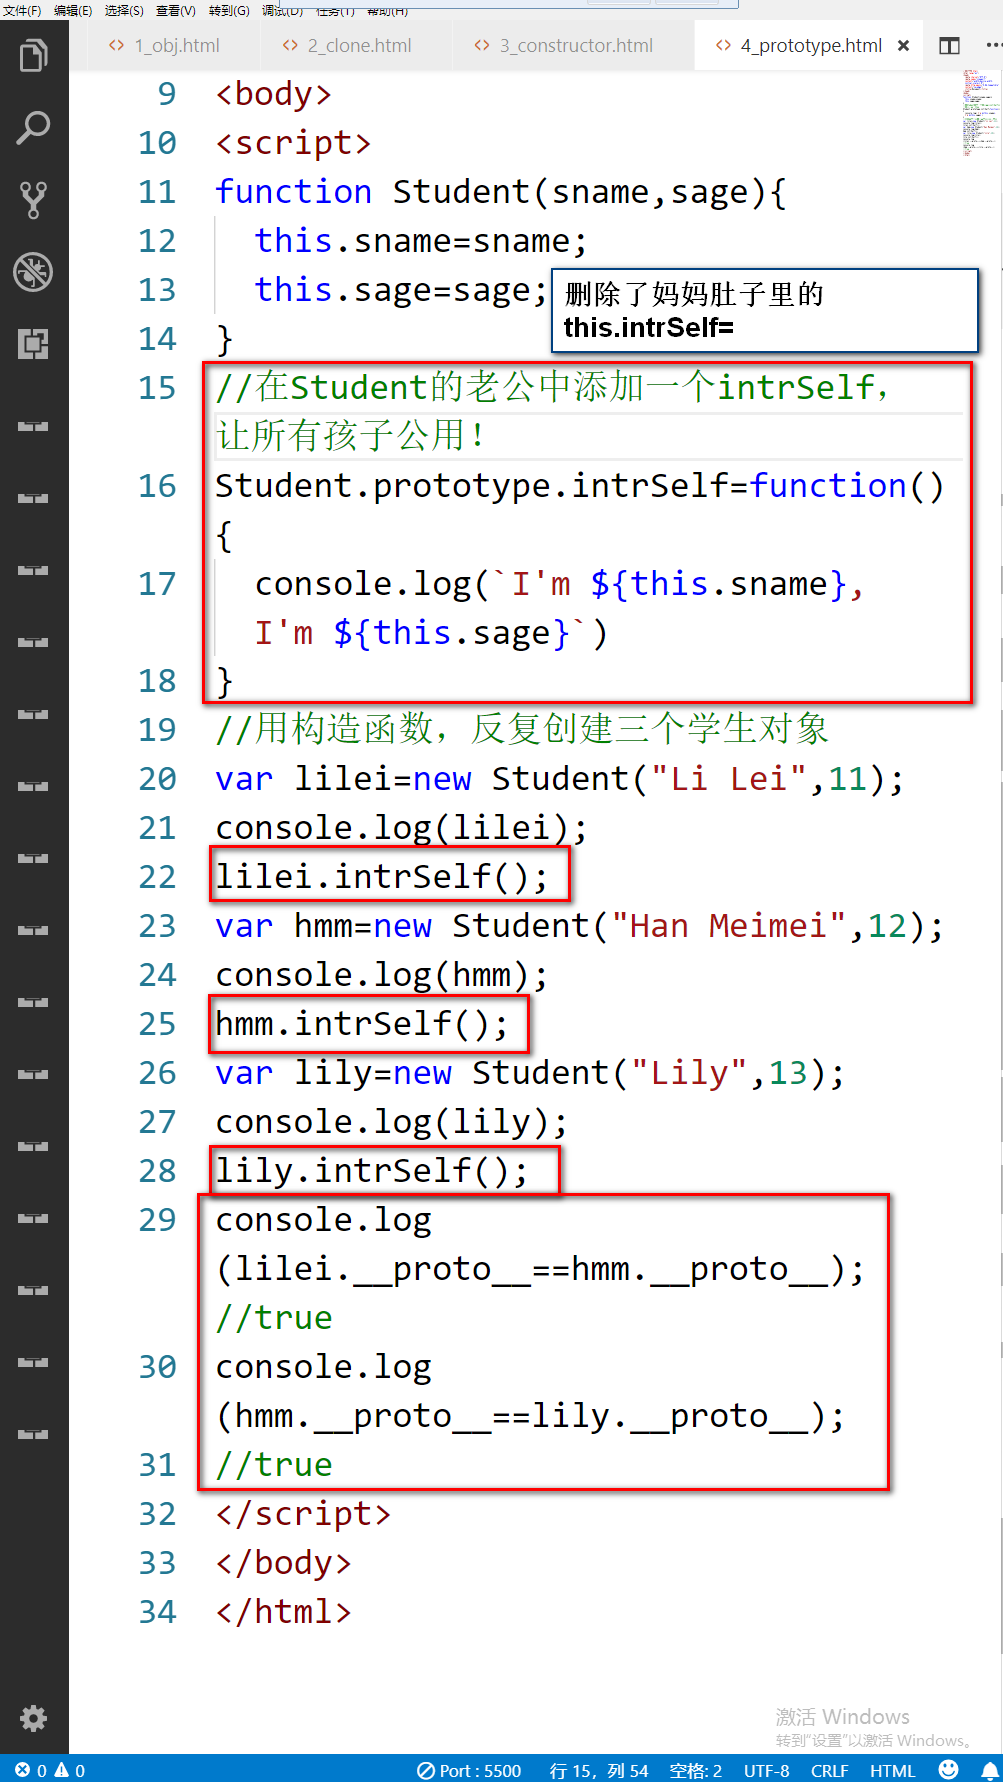 文件(F) 编辑(E) 选择(S) 查看(V) 转到(G) 调试(D) 任务(T) 帮助(H)
<> 1_obj.html <> 2_clone.html <> 3_constructor.html <> 4_prototype.html ×
9 <body>
10 <script>
11 function Student(sname,sage){
12 this.sname=sname;
13 this.sage=sage;
删除了妈妈肚子里的
this.intrSelf=
14 }
15 //在Student的老公中添加一个intrSelf，
让所有孩子公用！
16 Student.prototype.intrSelf=function()
{
17 console.log(`I'm ${this.sname},
I'm ${this.sage}`)
18 }
19 //用构造函数，反复创建三个学生对象
20 var lilei=new Student("Li Lei",11);
21 console.log(lilei);
22 lilei.intrSelf();
23 var hmm=new Student("Han Meimei",12);
24 console.log(hmm);
25 hmm.intrSelf();
26 var lily=new Student("Lily",13);
27 console.log(lily);
28 lily.intrSelf();
29 console.log
(lilei.__proto__==hmm.__proto__);
//true
30 console.log
(hmm.__proto__==lily.__proto__);
31 //true
32 </script>
33 </body>
34 </html>
激活 Windows
转到"设置"以激活 Windows。
0 0 Port : 5500 行 15，列 54 空格: 2 UTF-8 CRLF HTML